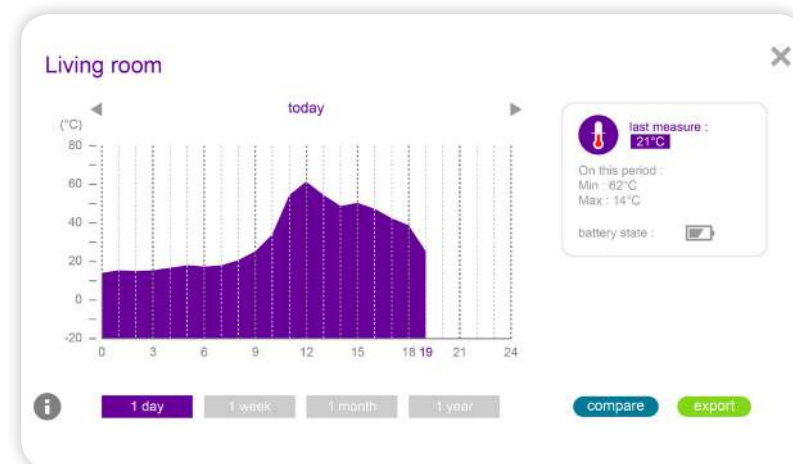 Living room
today
(°C)
80
60
40
20
0
-20
0 3 6 9 12 15 18 19 21 24
last measure :
21°C
On this period :
Min : 62°C
Max : 14°C
battery state :
1 day 1 week 1 month 1 year
compare export